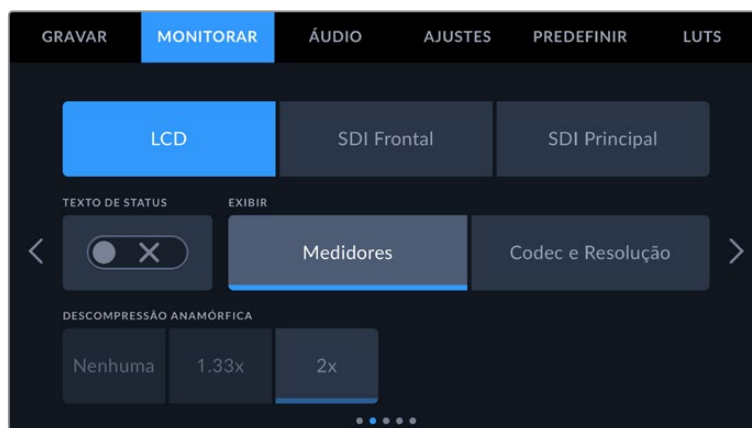 GRAVAR MONITORAR ÁUDIO AJUSTES PREDEFINIR LUTS
LCD SDI Frontal SDI Principal
TEXTO DE STATUS EXIBIR
Medidores Codec e Resolução
DESCOMPRESSÃO ANAMÓRFICA
Nenhuma 1.33x 2x